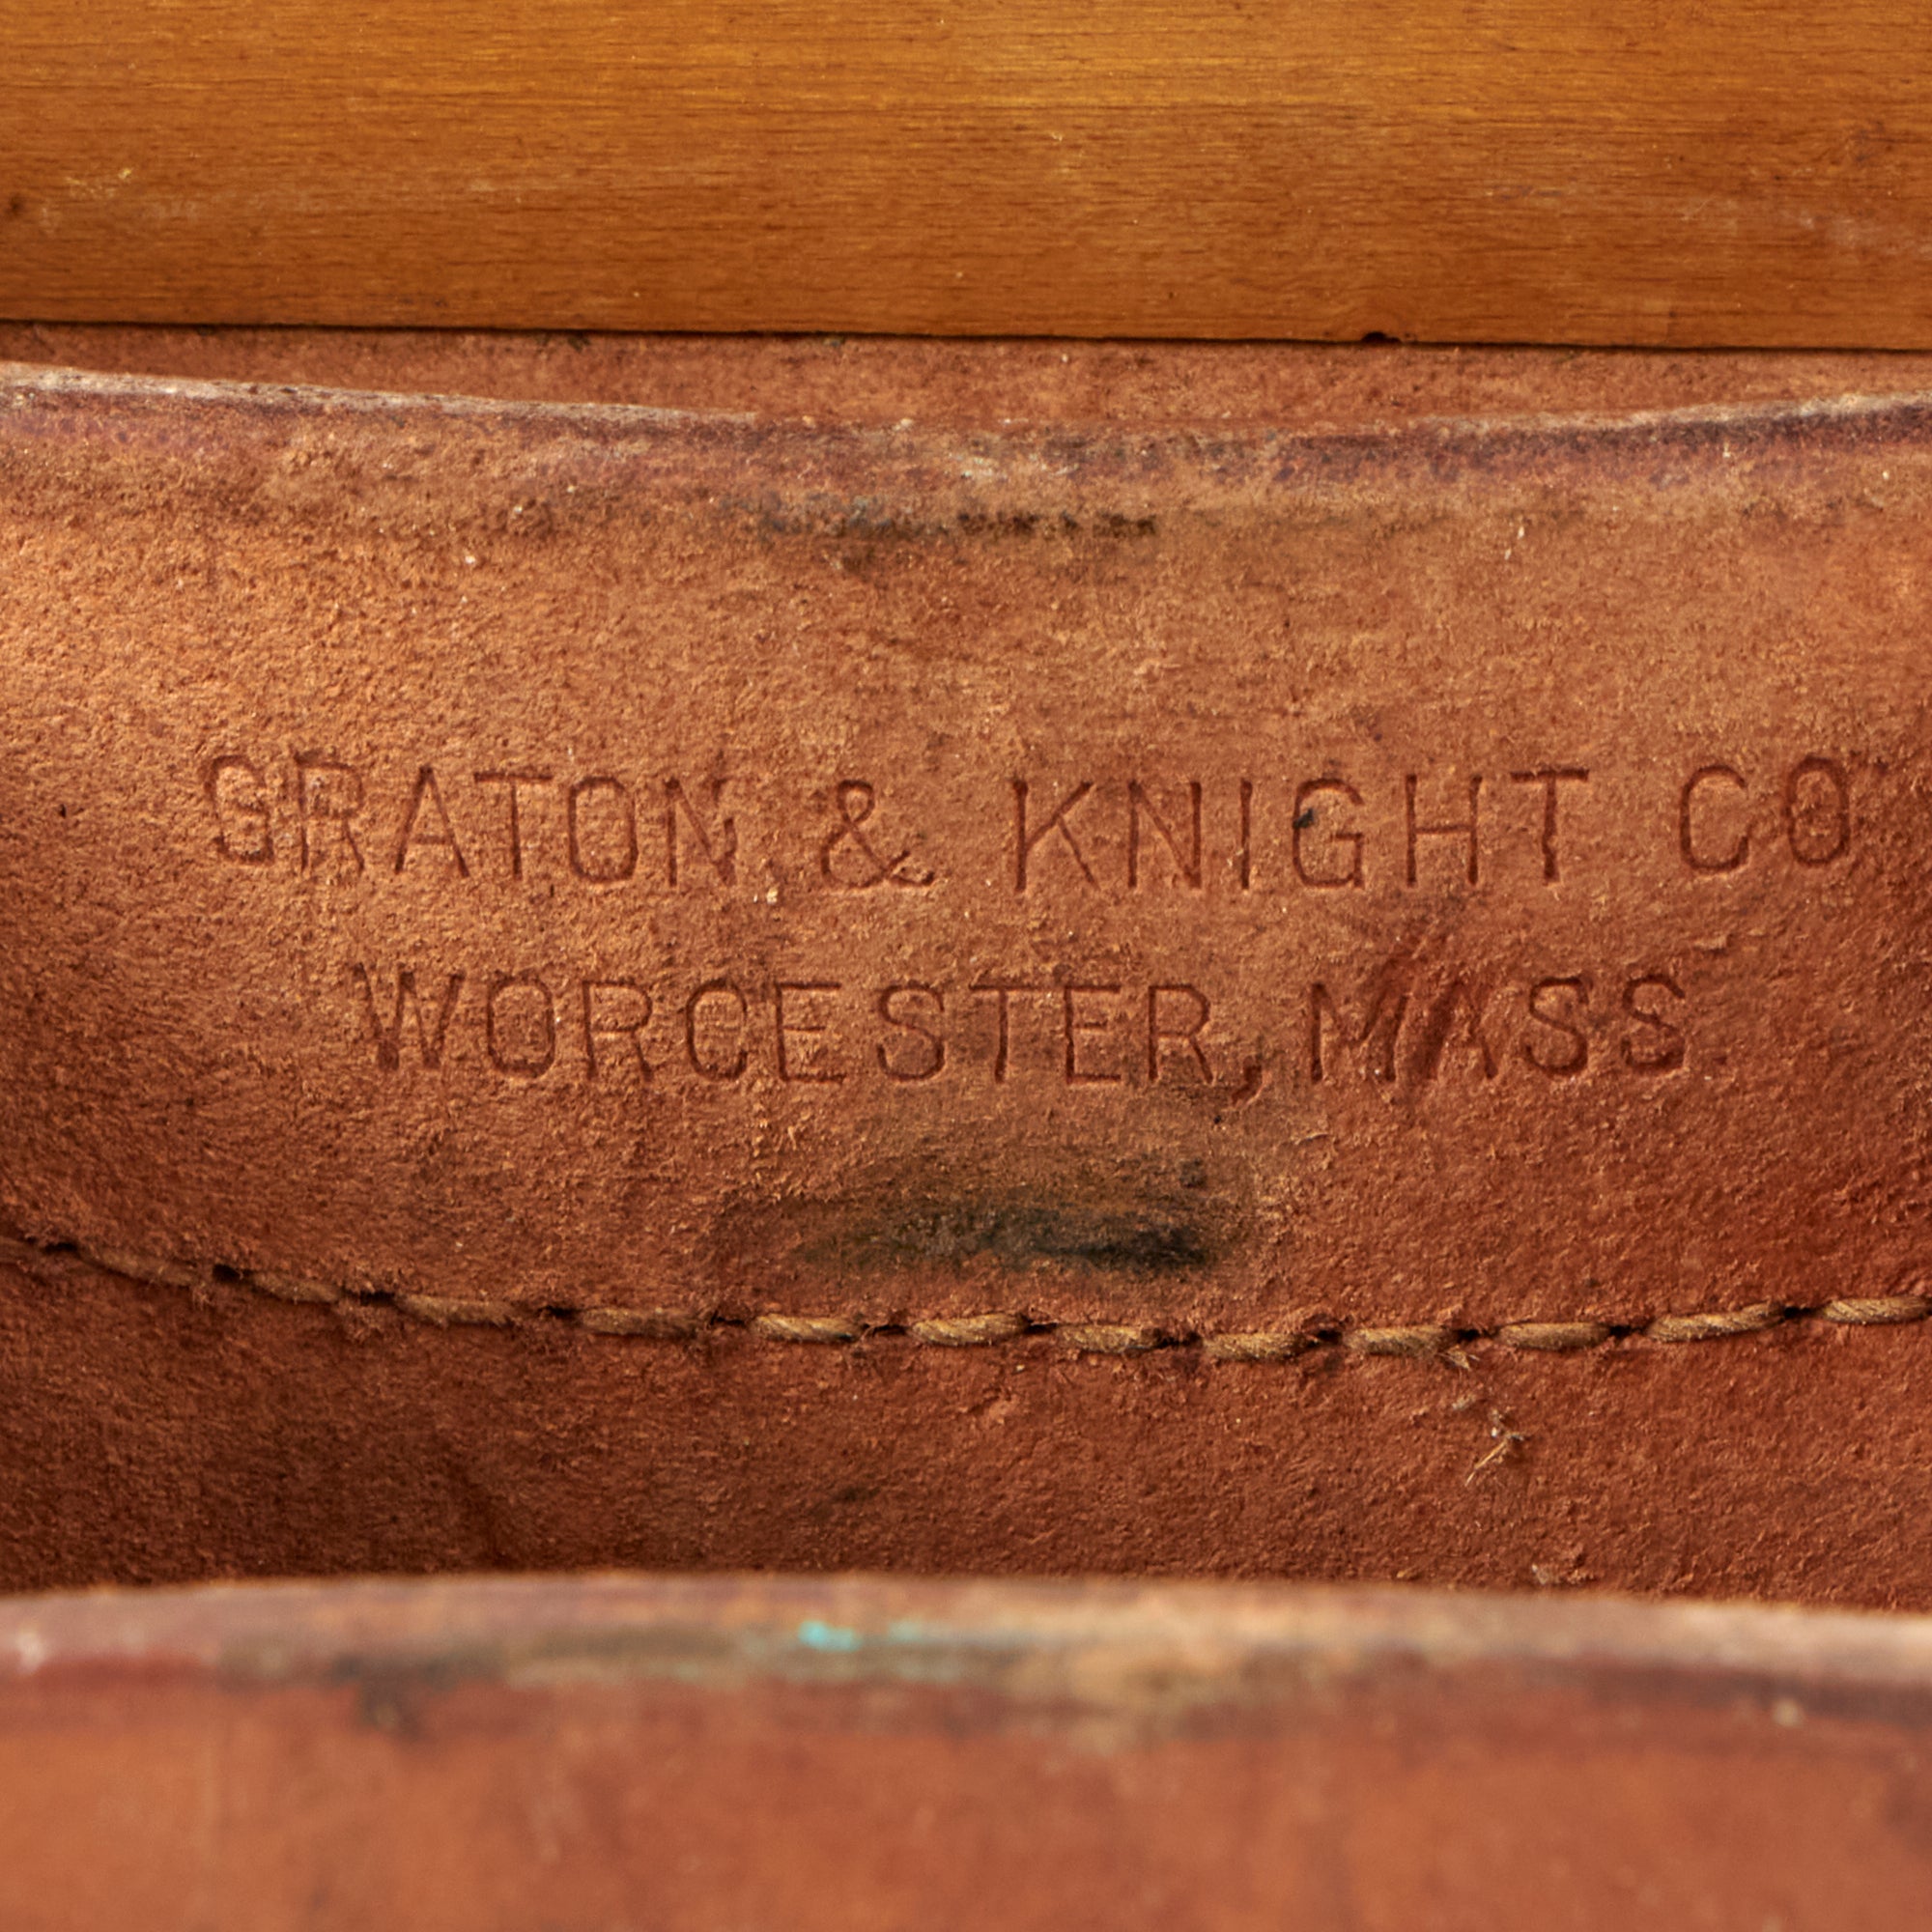 GRATON & KNIGHT CO
WORCESTER, MASS.